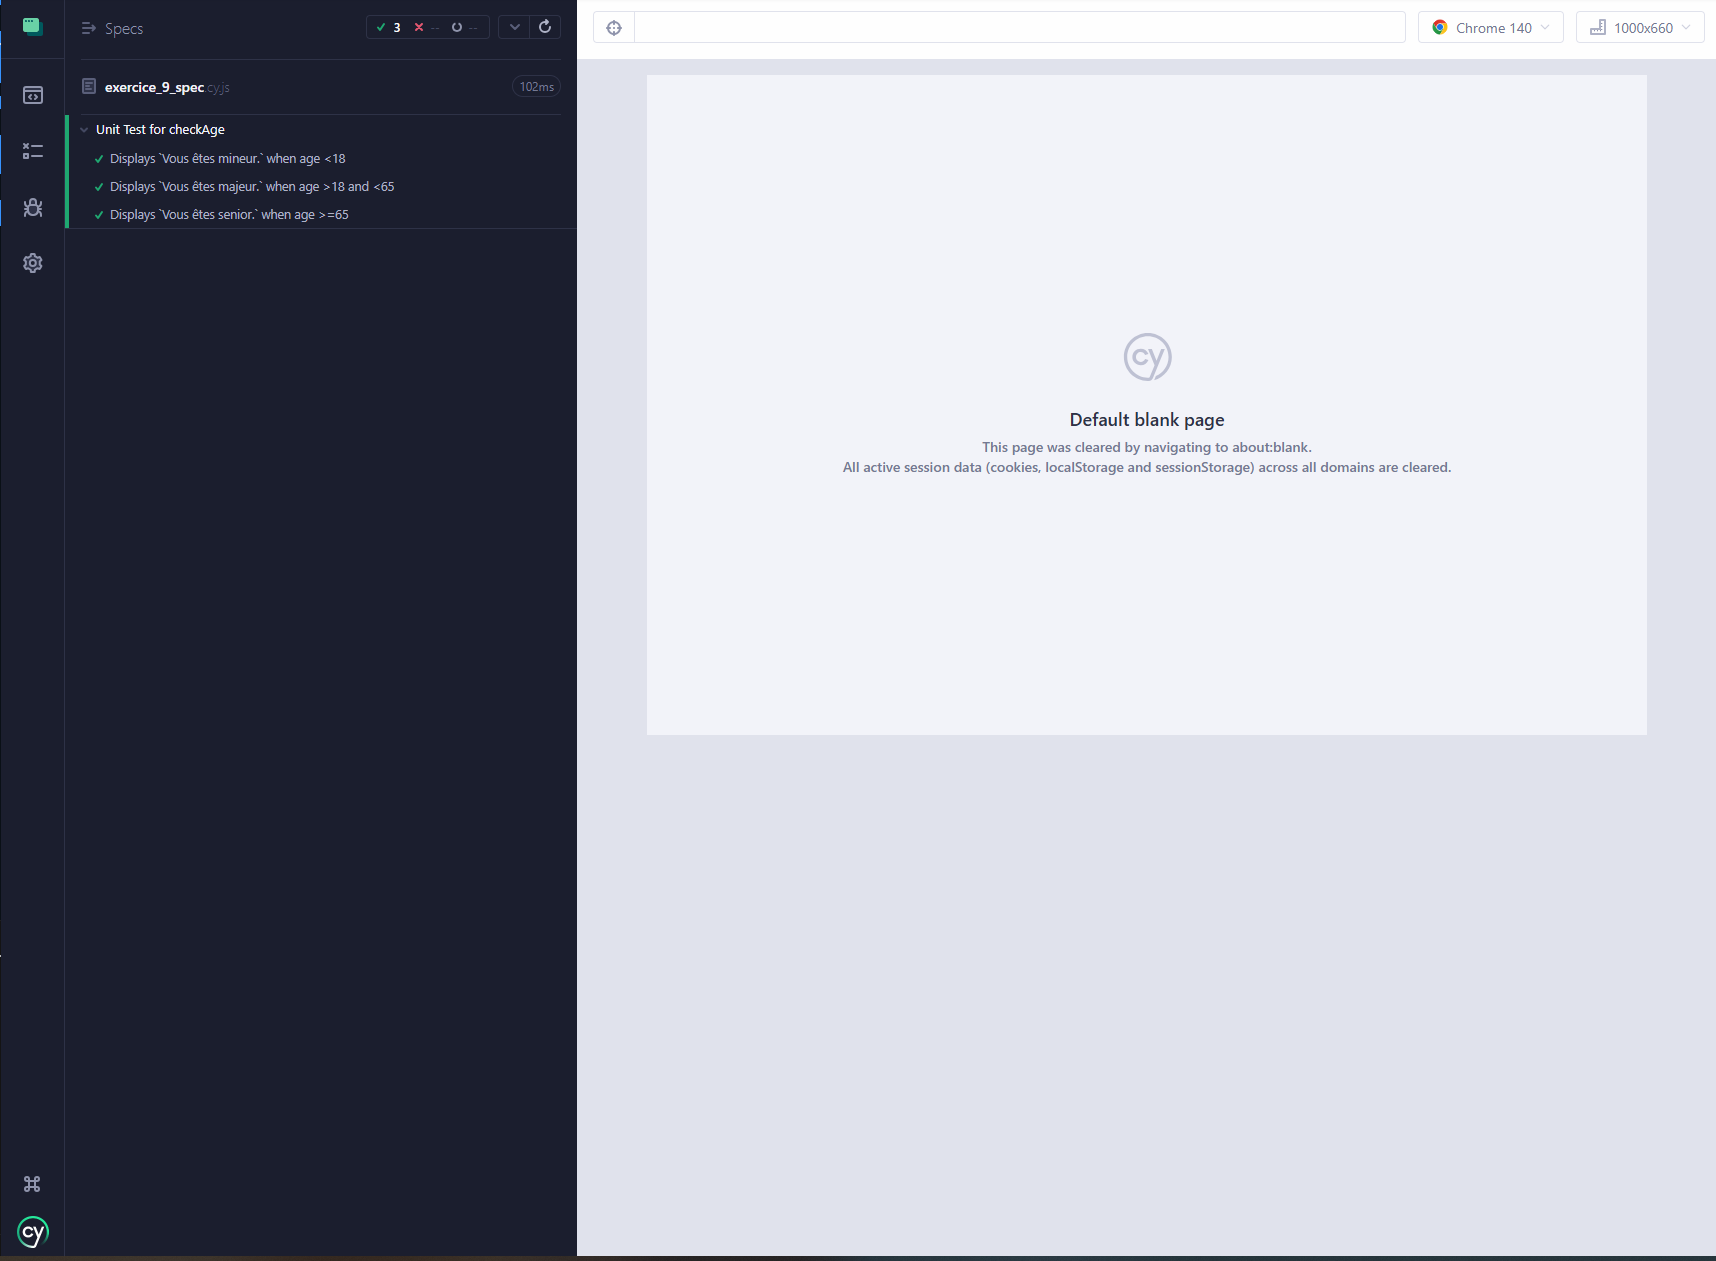 Specs
3 -- --
exercice_9_spec.cy.js
102ms
Unit Test for checkAge
Displays `Vous êtes mineur.` when age <18
Displays `Vous êtes majeur.` when age >18 and <65
Displays `Vous êtes senior.` when age >=65
cy
Chrome 140
1000x660
cy
Default blank page
This page was cleared by navigating to about:blank.
All active session data (cookies, localStorage and sessionStorage) across all domains are cleared.